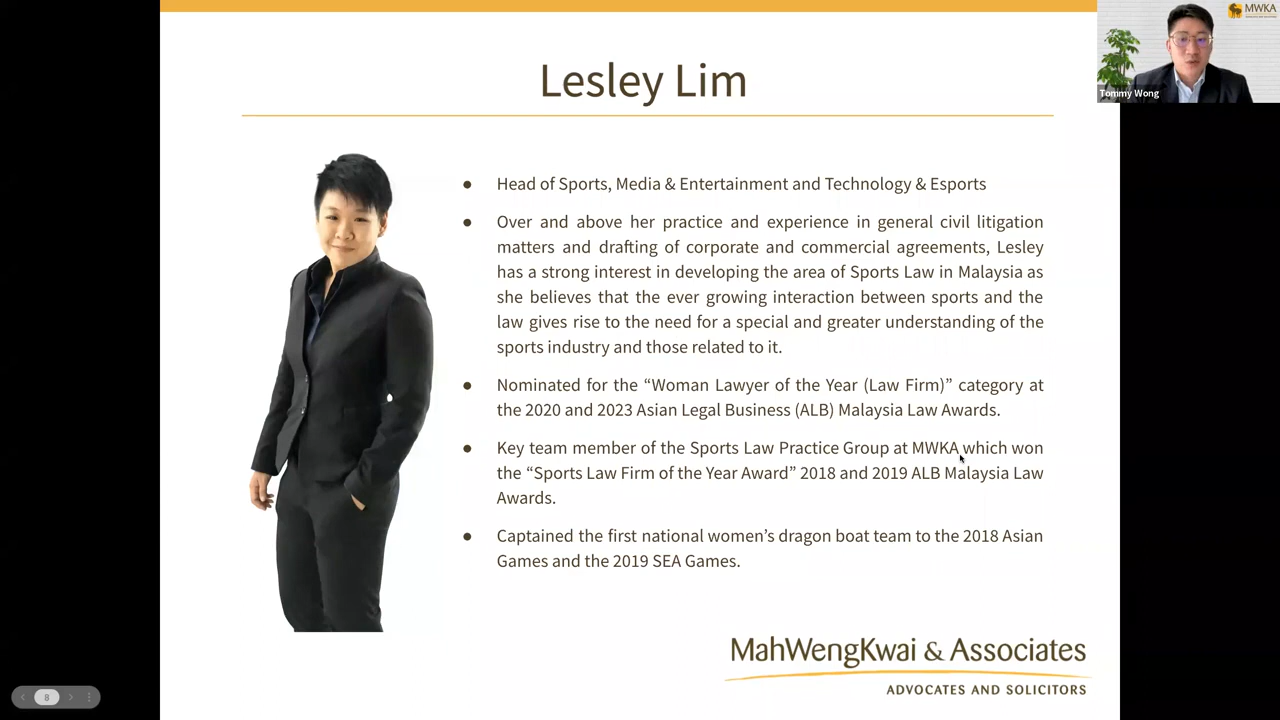 Lesley Lim
Head of Sports, Media & Entertainment and Technology & Esports
Over and above her practice and experience in general civil litigation
matters and drafting of corporate and commercial agreements, Lesley
has a strong interest in developing the area of Sports Law in Malaysia as
she believes that the ever growing interaction between sports and the
law gives rise to the need for a special and greater understanding of the
sports industry and those related to it.
Nominated for the “Woman Lawyer of the Year (Law Firm)” category at
the 2020 and 2023 Asian Legal Business (ALB) Malaysia Law Awards.
Key team member of the Sports Law Practice Group at MWKA which won
the “Sports Law Firm of the Year Award” 2018 and 2019 ALB Malaysia Law
Awards.
Captained the first national women’s dragon boat team to the 2018 Asian
Games and the 2019 SEA Games.
MahWengKwai & Associates
ADVOCATES AND SOLICITORS
MWKA
Tommy Wong
8